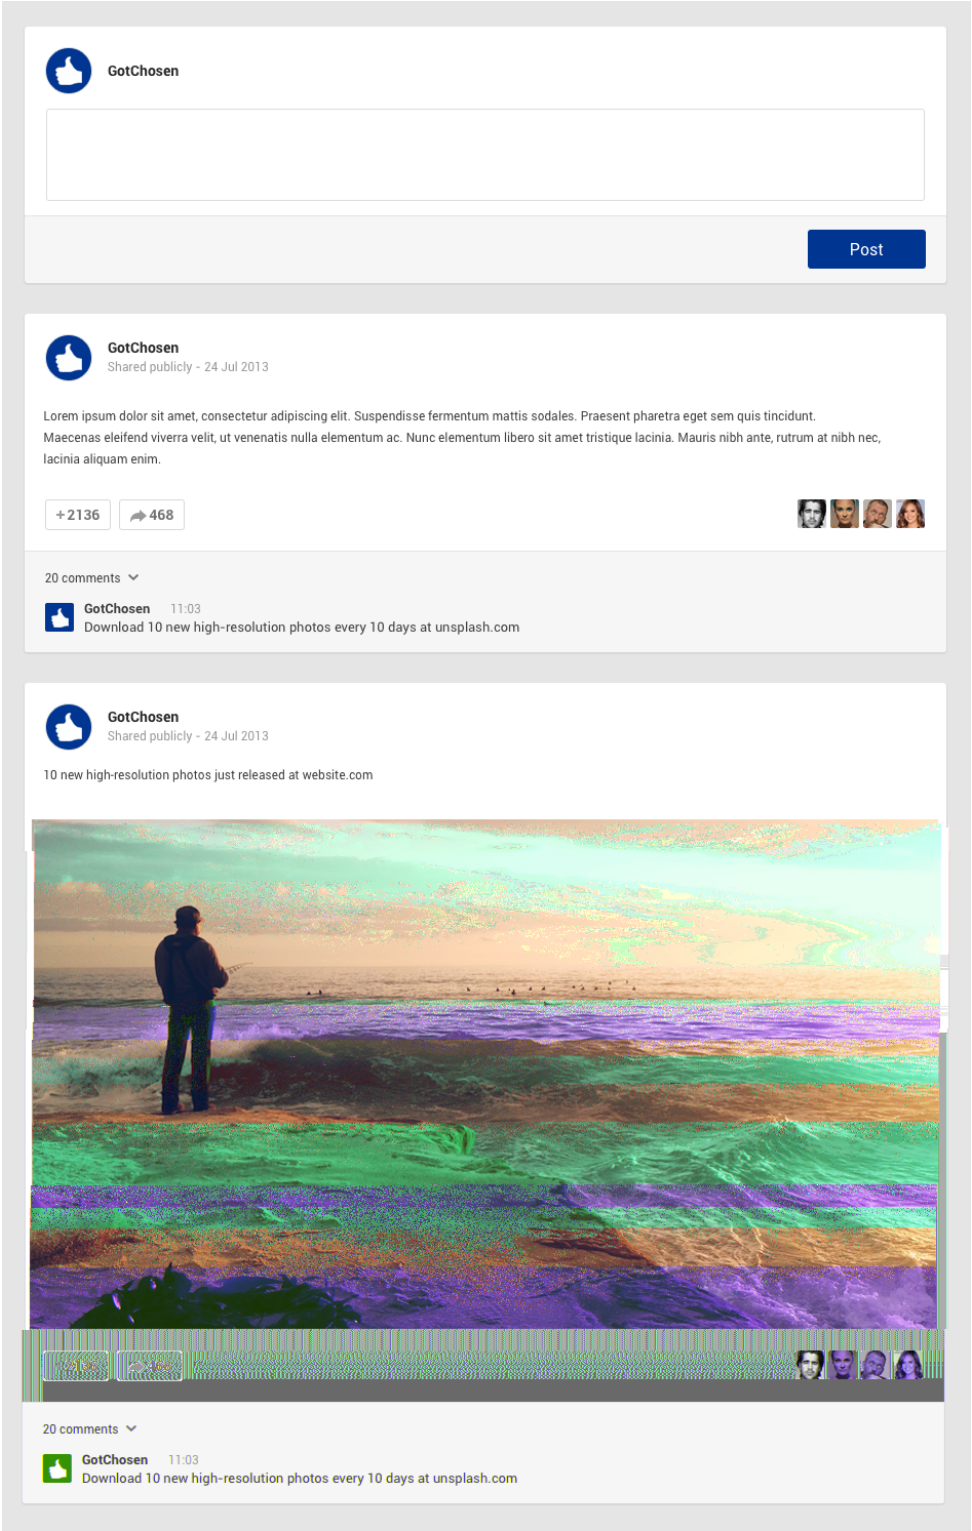 GotChosen
Post
GotChosen
Shared publicly - 24 Jul 2013
Lorem ipsum dolor sit amet, consectetur adipiscing elit. Suspendisse fermentum mattis sodales. Praesent pharetra eget sem quis tincidunt.
Maecenas eleifend viverra velit, ut venenatis nulla elementum ac. Nunc elementum libero sit amet tristique lacinia. Mauris nibh ante, rutrum at nibh nec,
lacinia aliquam enim.
+2136 468
20 comments
GotChosen 11:03
Download 10 new high-resolution photos every 10 days at unsplash.com
GotChosen
Shared publicly - 24 Jul 2013
10 new high-resolution photos just released at website.com
20 comments
GotChosen 11:03
Download 10 new high-resolution photos every 10 days at unsplash.com